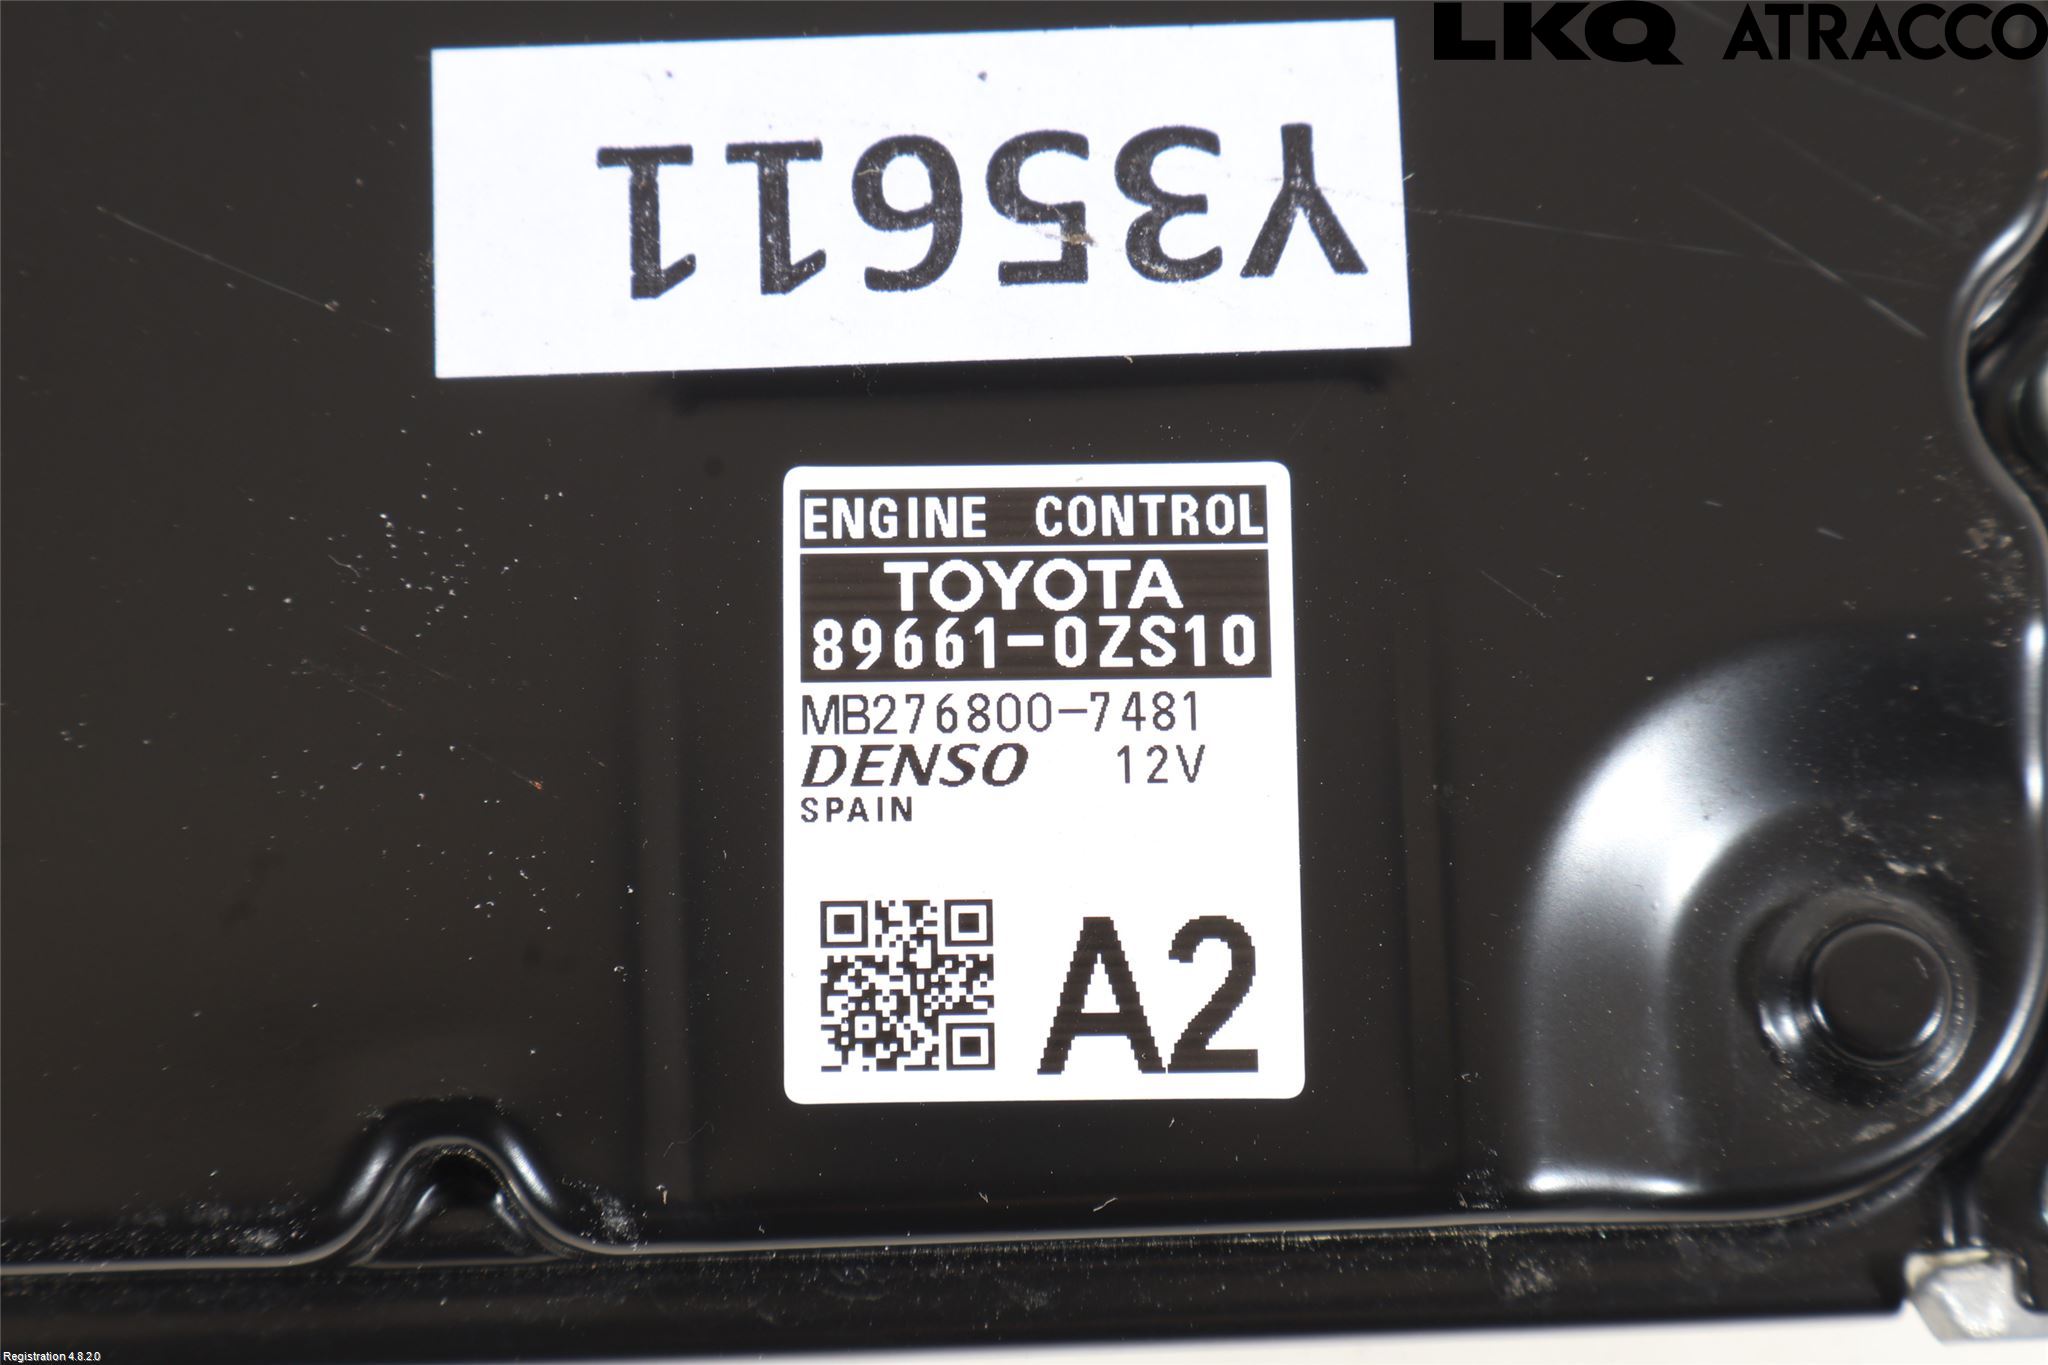 LKQ ATRACCO
Y35611
ENGINE CONTROL
TOYOTA
89661-0ZS10
MB276800-7481
DENSO 12V
SPAIN
A2
Registration 4.8.2.0